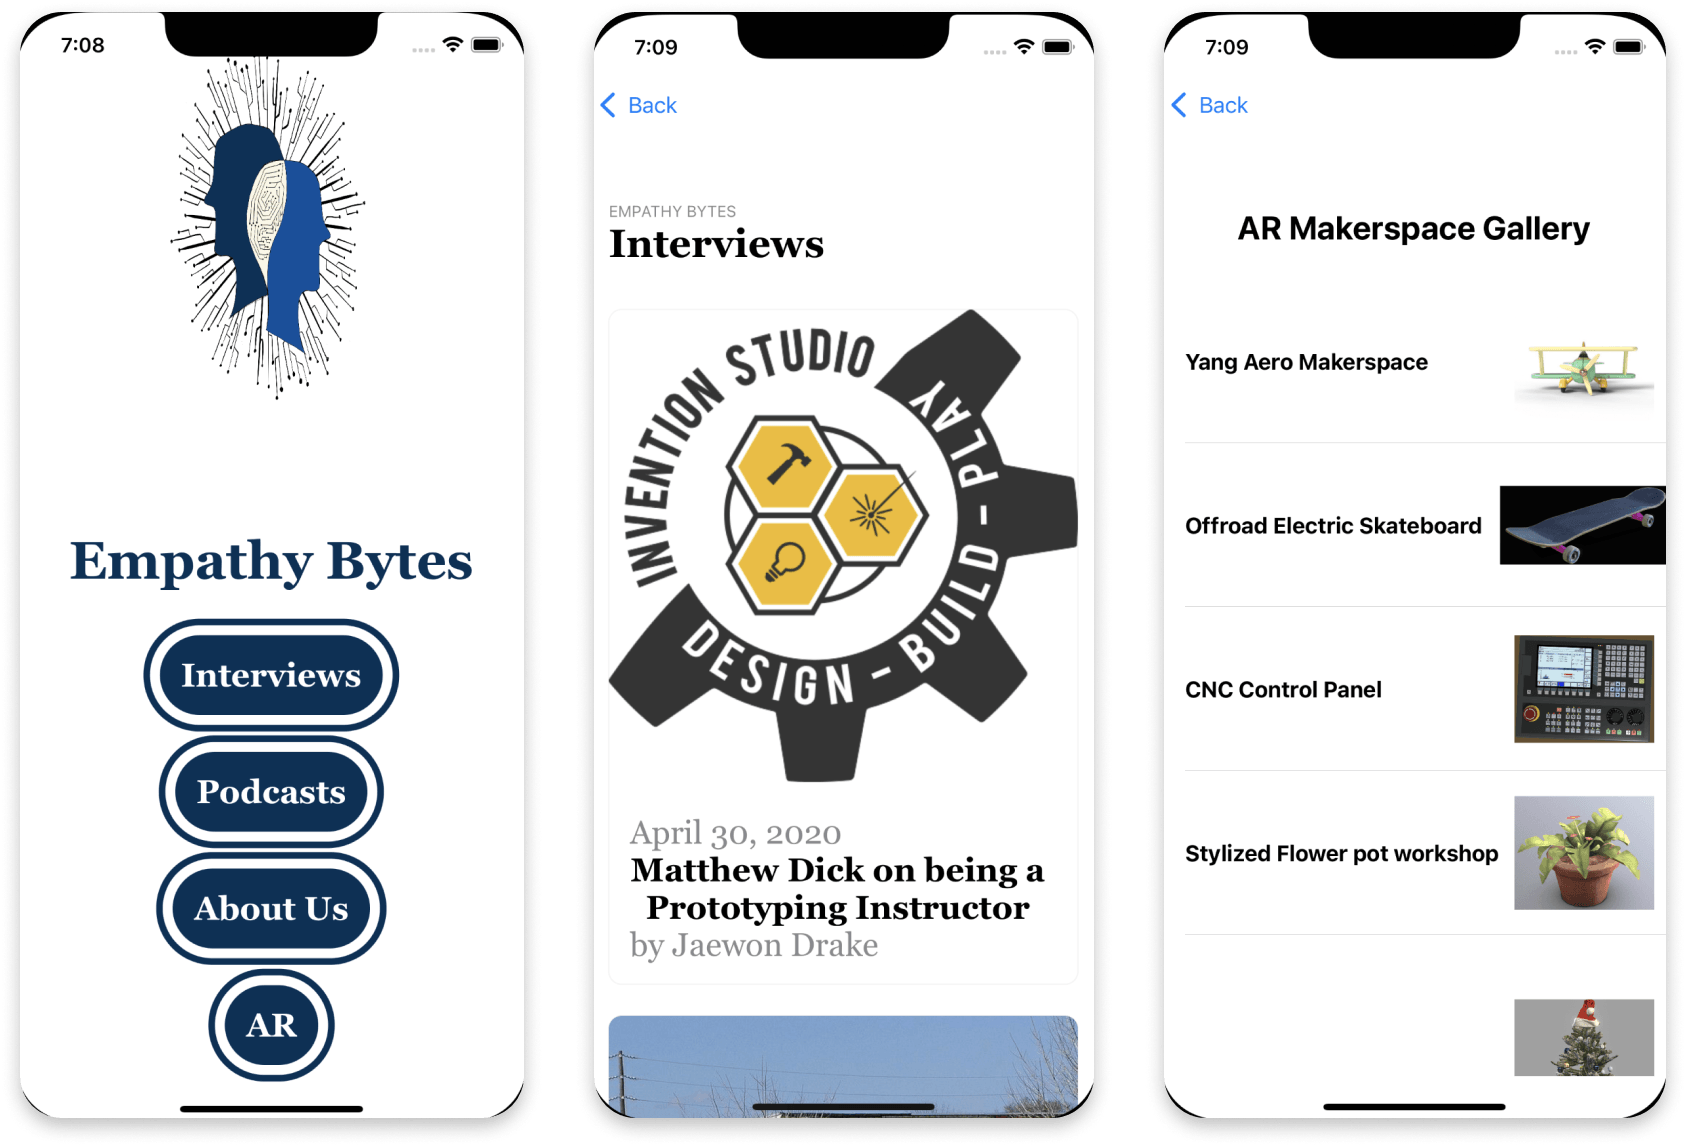 7:08
Empathy Bytes
Interviews
Podcasts
About Us
AR
7:09
Back
EMPATHY BYTES
Interviews
INVENTION STUDIO
DESIGN - BUILD - PLAY
April 30, 2020
Matthew Dick on being a
Prototyping Instructor
by Jaewon Drake
7:09
Back
AR Makerspace Gallery
Yang Aero Makerspace
Offroad Electric Skateboard
CNC Control Panel
Stylized Flower pot workshop